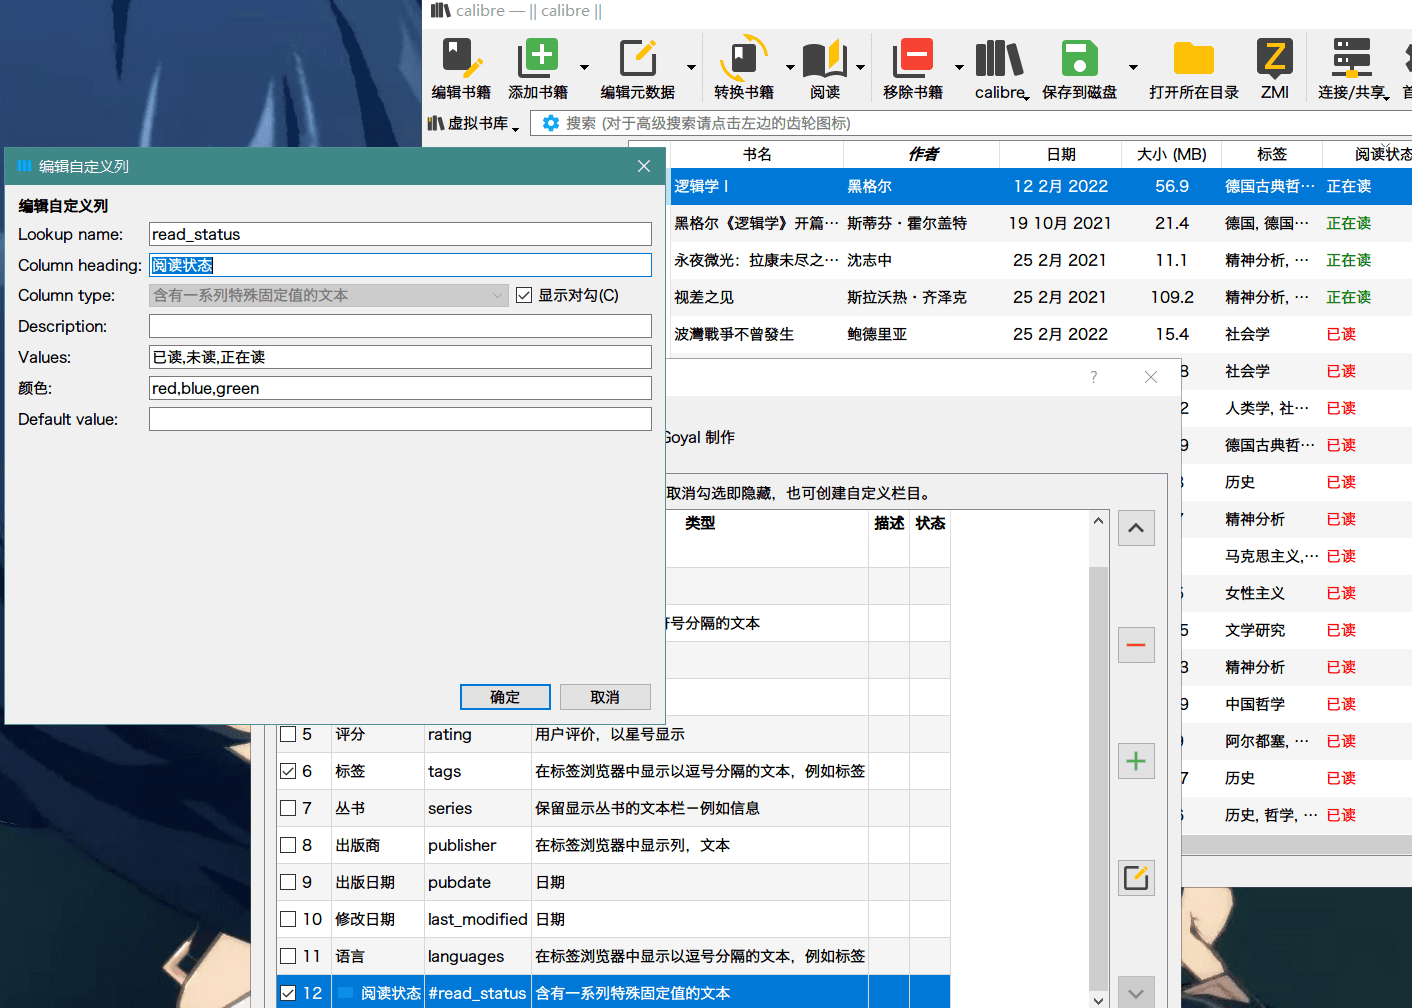 calibre — || calibre ||
编辑书籍 添加书籍 编辑元数据 转换书籍 阅读 移除书籍 calibre 保存到磁盘 打开所在目录 ZMI 连接/共享
虚拟书库 搜索 (对于高级搜索请点击左边的齿轮图标)
书名 作者 日期 大小 (MB) 标签 阅读状态
逻辑学 I 黑格尔 12 2月 2022 56.9 德国古典哲… 正在读
黑格尔《逻辑学》开篇… 斯蒂芬・霍尔盖特 19 10月 2021 21.4 德国, 德国… 正在读
永夜微光：拉康未尽之… 沈志中 25 2月 2021 11.1 精神分析, … 正在读
视差之见 斯拉沃热・齐泽克 25 2月 2021 109.2 精神分析, … 正在读
波灣戰爭不曾發生 鲍德里亚 25 2月 2022 15.4 社会学 已读
8 社会学 已读
2 人类学, 社… 已读
9 德国古典哲… 已读
历史 已读
精神分析 已读
马克思主义,… 已读
女性主义 已读
5 文学研究 已读
3 精神分析 已读
9 中国哲学 已读
阿尔都塞, … 已读
7 历史 已读
历史, 哲学, … 已读
编辑自定义列
编辑自定义列
Lookup name: read_status
Column heading: 阅读状态
Column type: 含有一系列特殊固定值的文本 显示对勾(C)
Description:
Values: 已读,未读,正在读
颜色: red,blue,green
Default value:
确定 取消
?
Goyal 制作
取消勾选即隐藏，也可创建自定义栏目。
类型 描述 状态
符号分隔的文本
5 评分 rating 用户评价，以星号显示
6 标签 tags 在标签浏览器中显示以逗号分隔的文本，例如标签
7 丛书 series 保留显示丛书的文本栏－例如信息
8 出版商 publisher 在标签浏览器中显示列，文本
9 出版日期 pubdate 日期
10 修改日期 last_modified 日期
11 语言 languages 在标签浏览器中显示以逗号分隔的文本，例如标签
12 阅读状态 #read_status 含有一系列特殊固定值的文本